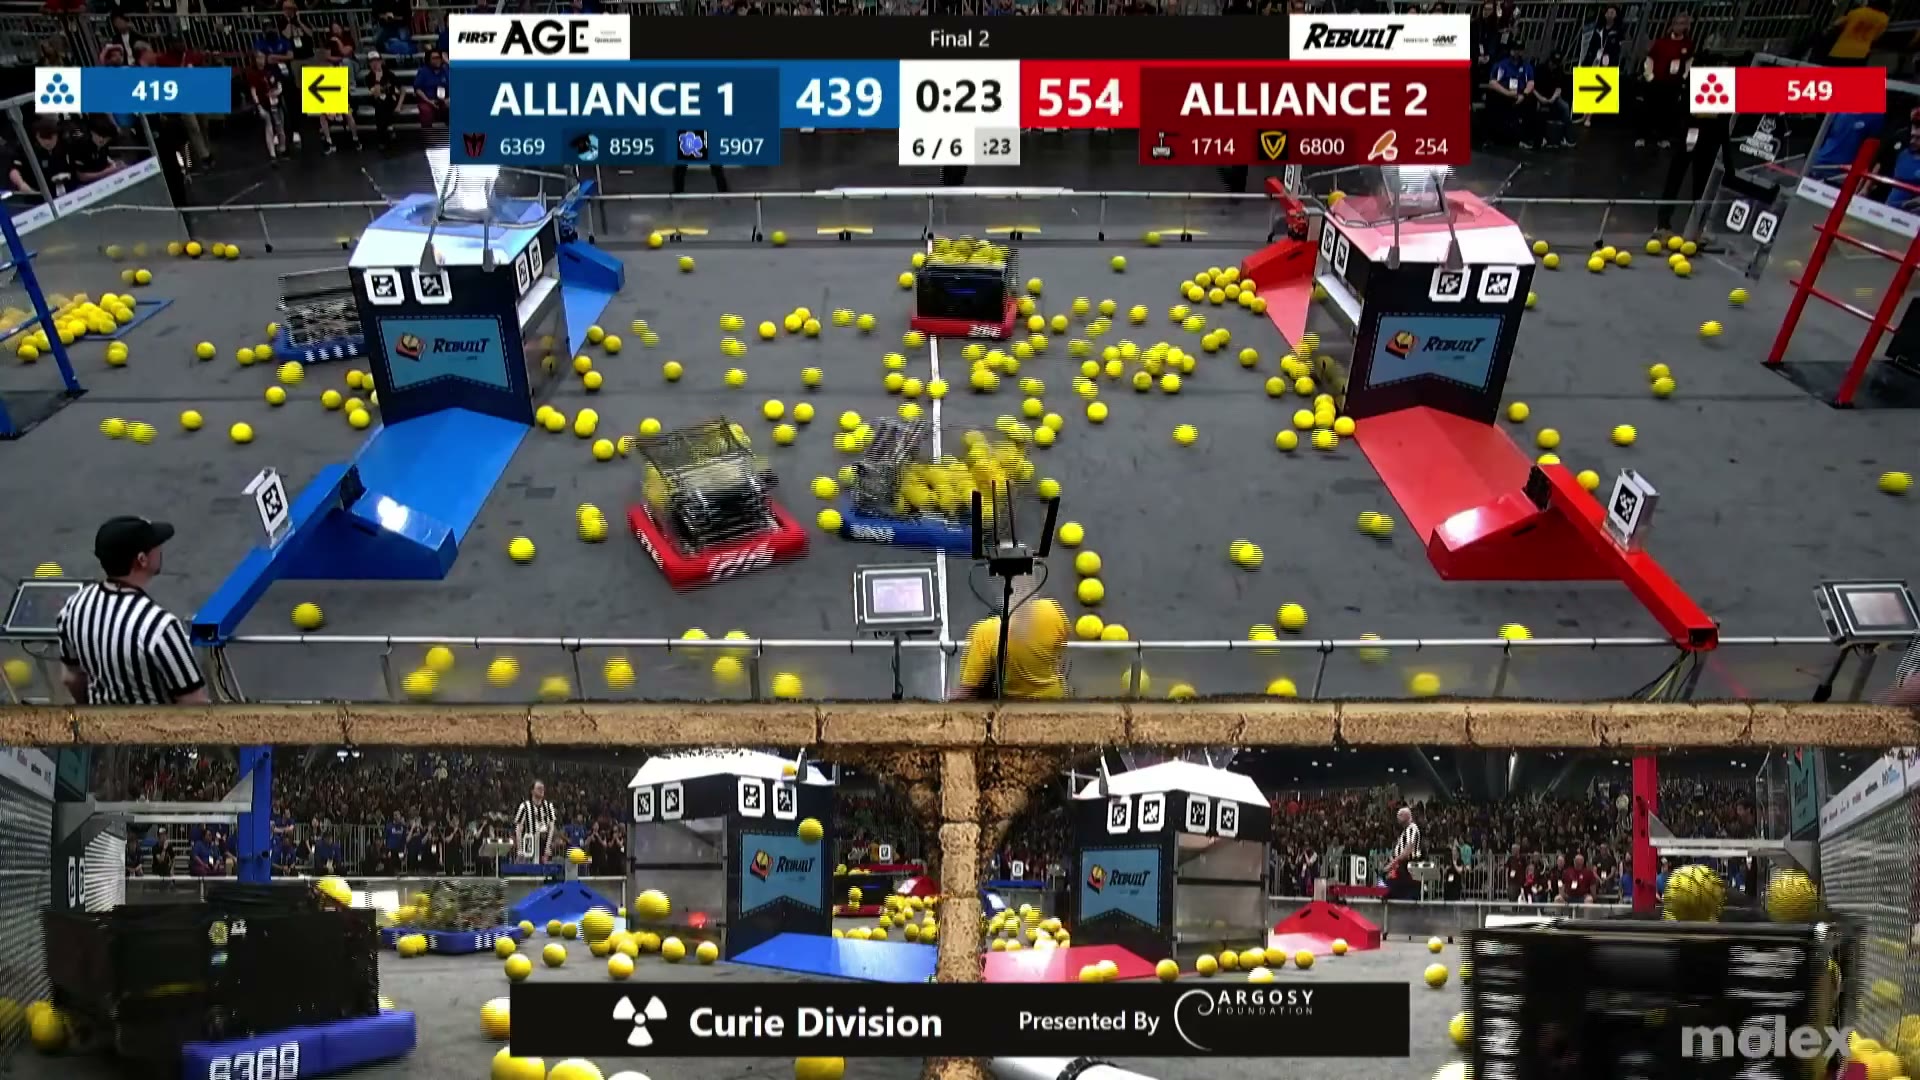 FIRST AGE
Final 2
REBUILT
419
ALLIANCE 1
439
0:23
554
ALLIANCE 2
549
6369
8595
5907
6 / 6
:23
1714
6800
254
REBUILT
REBUILT
REBUILT
REBUILT
Curie Division
Presented By
ARGOSY
FOUNDATION
molex